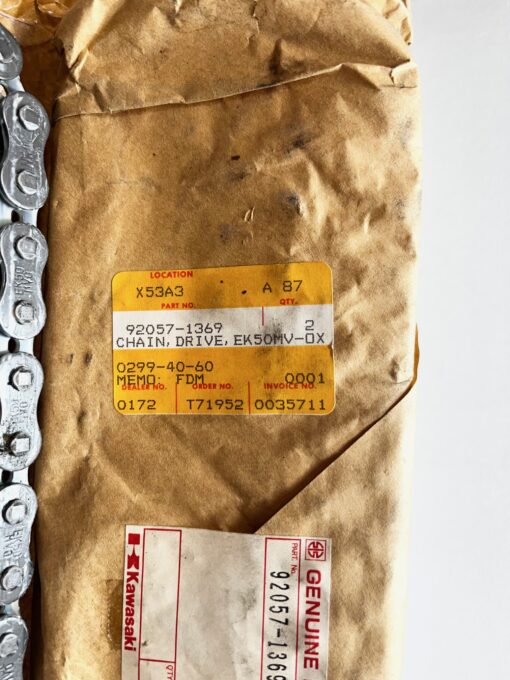 LOCATION
X53A3 A 87
PART NO. QTY.
92057-1369 2
CHAIN, DRIVE, EK50MV-OX
0299-40-60
MEMO: FDM 0001
DEALER NO. ORDER NO. INVOICE NO.
0172 T71952 0035711
Kawasaki
GENUINE
PART No.
92057-1369
QTY